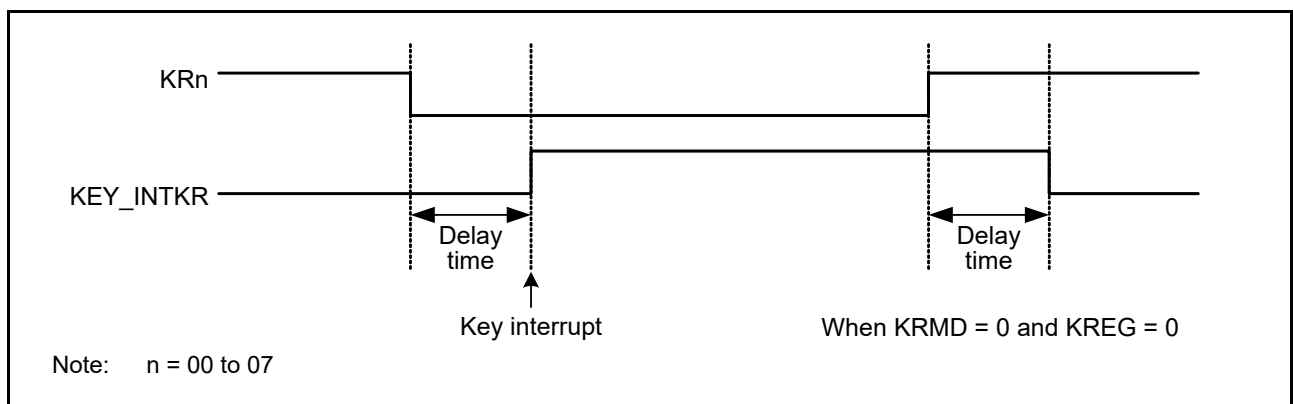 KRn
KEY_INTKR
Delay
time
Delay
time
Key interrupt
When KRMD = 0 and KREG = 0
Note: n = 00 to 07